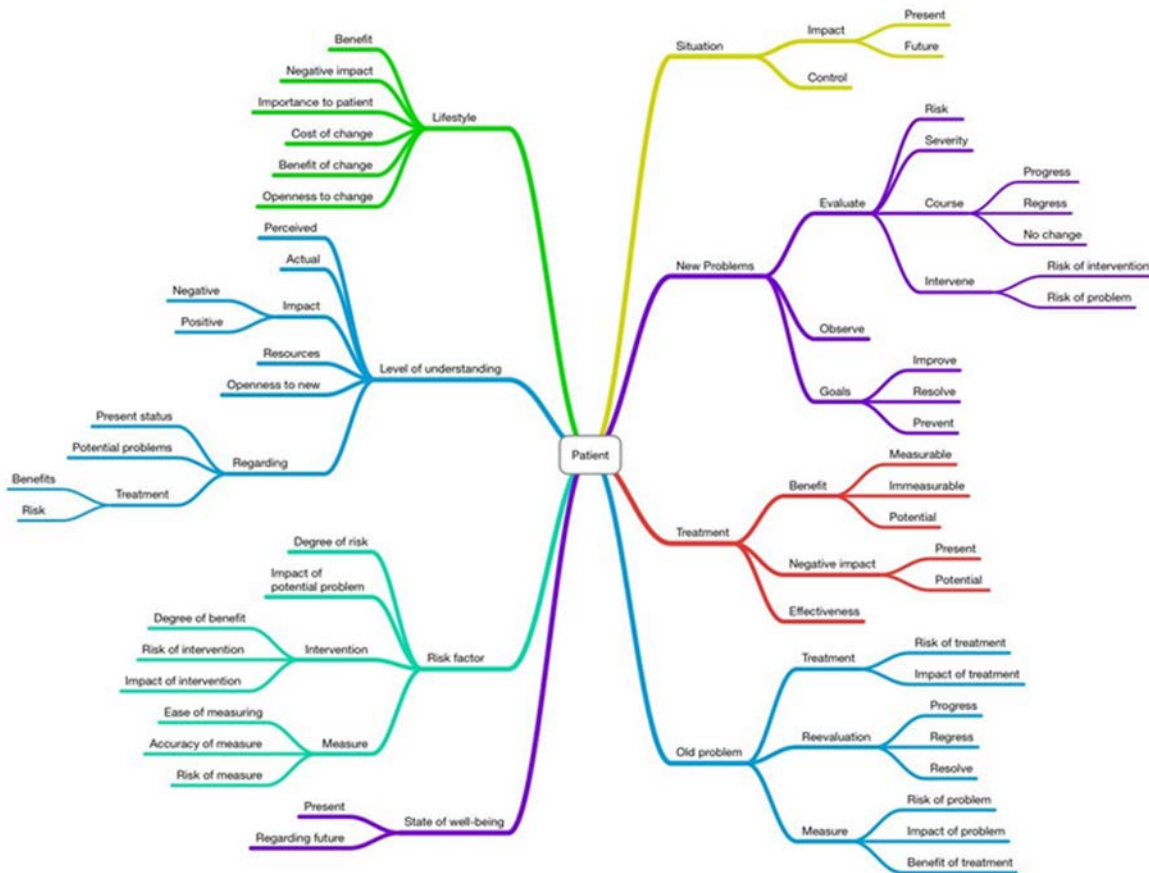 Patient
Situation
Impact
Present
Future
Control
New Problems
Evaluate
Risk
Severity
Course
Progress
Regress
No change
Intervene
Risk of intervention
Risk of problem
Observe
Goals
Improve
Resolve
Prevent
Treatment
Benefit
Measurable
Immeasurable
Potential
Negative impact
Present
Potential
Effectiveness
Old problem
Treatment
Risk of treatment
Impact of treatment
Reevaluation
Progress
Regress
Resolve
Measure
Risk of problem
Impact of problem
Benefit of treatment
Lifestyle
Benefit
Negative impact
Importance to patient
Cost of change
Benefit of change
Openness to change
Level of understanding
Perceived
Actual
Impact
Negative
Positive
Resources
Openness to new
Regarding
Present status
Potential problems
Treatment
Benefits
Risk
Risk factor
Degree of risk
Impact of
potential problem
Intervention
Degree of benefit
Risk of intervention
Impact of intervention
Measure
Ease of measuring
Accuracy of measure
Risk of measure
State of well-being
Present
Regarding future